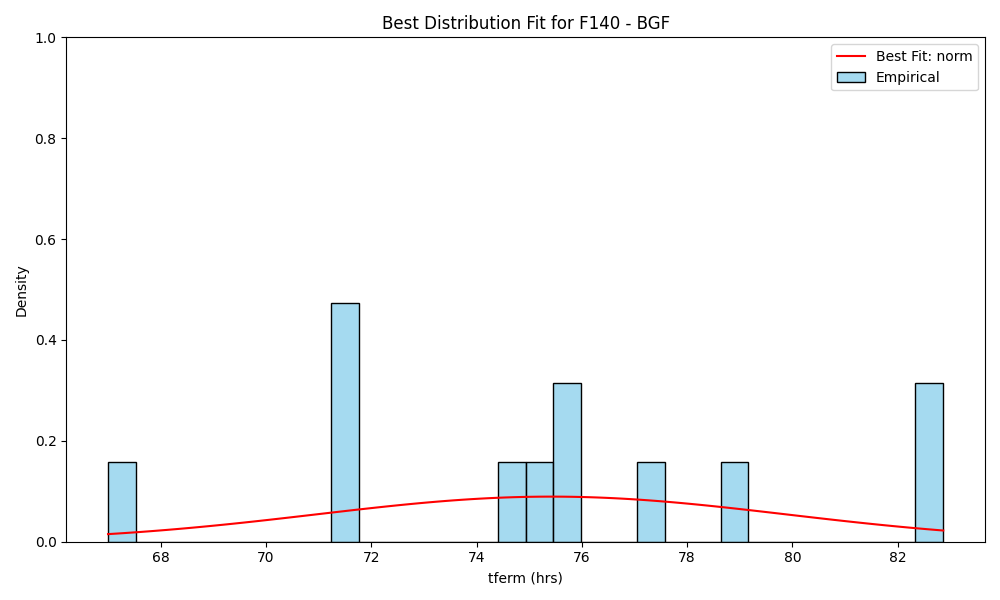 Best Distribution Fit for F140 - BGF
1.0
0.8
0.6
0.4
0.2
0.0
Density
Best Fit: norm
Empirical
68 70 72 74 76 78 80 82
tferm (hrs)